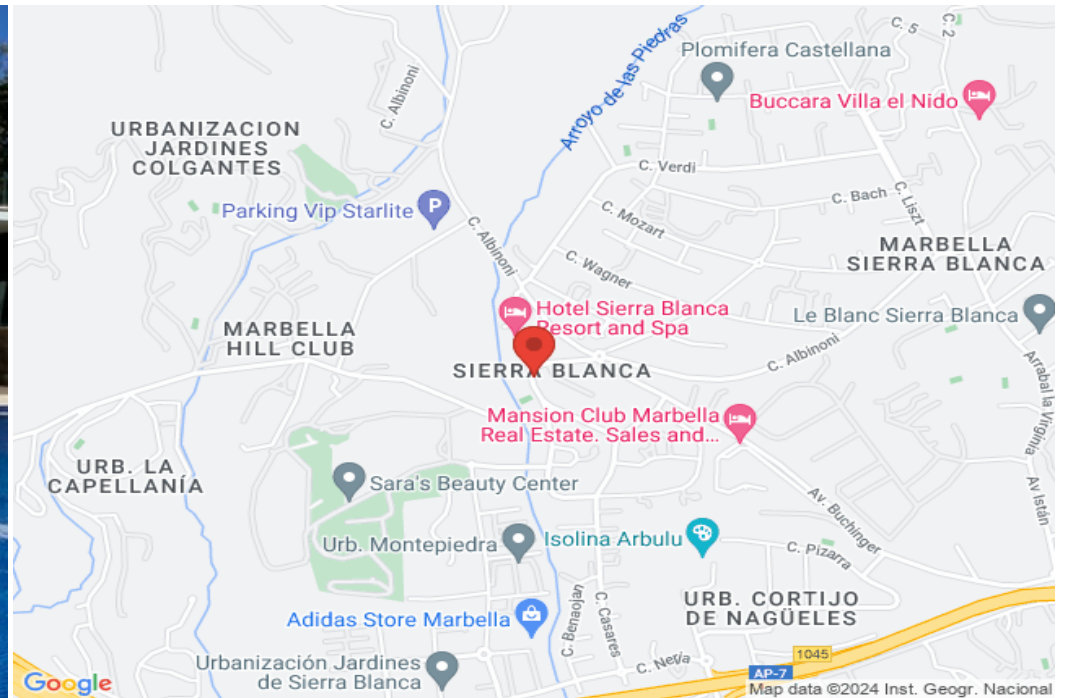 C. 5
C. 2
Arroyo de las Piedras
Plomifera Castellana
Buccara Villa el Nido
C. Albinoni
URBANIZACION
JARDINES
COLGANTES
C. Verdi
C. Bach
C. Liszt
Parking Vip Starlite
P
C. Mozart
C. Albinoni
C. Wagner
MARBELLA
SIERRA BLANCA
Hotel Sierra Blanca
Resort and Spa
Le Blanc Sierra Blanca
MARBELLA
HILL CLUB
SIERRA BLANCA
C. Albinoni
Arrabal la Virginia
Mansion Club Marbella
Real Estate. Sales and...
URB. LA
CAPELLANÍA
Sara's Beauty Center
Av. Buchinger
Av Istán
Urb. Montepiedra
Isolina Arbulu
C. Pizarra
C. Benaojan
C. Casares
URB. CORTIJO
DE NAGÜELES
Adidas Store Marbella
Urbanización Jardines
de Sierra Blanca
C. Nerja
1045
AP-7
Google
Map data ©2024 Inst. Geogr. Nacional